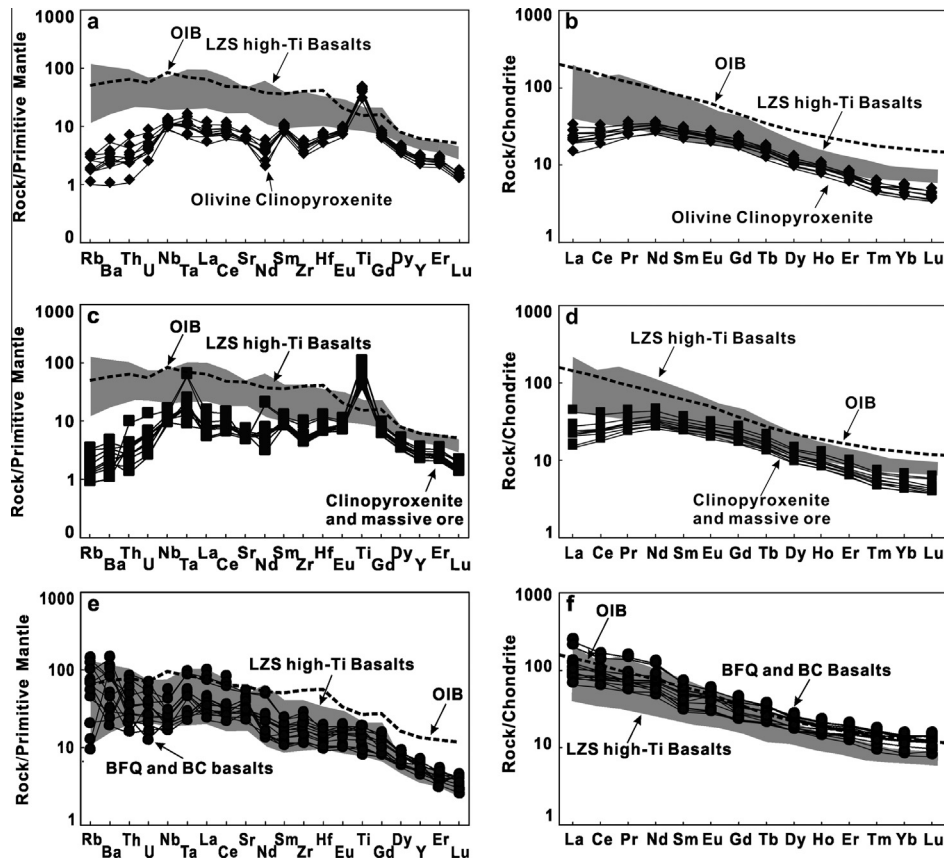 a
Rock/Primitive Mantle
1000
100
10
1
0
OIB
LZS high-Ti Basalts
Olivine Clinopyroxenite
Rb Ba Th U Nb Ta La Ce Sr Nd Sm Zr Hf Eu Ti Gd Dy Y Er Lu
b
Rock/Chondrite
1000
100
10
1
OIB
LZS high-Ti Basalts
Olivine Clinopyroxenite
La Ce Pr Nd Sm Eu Gd Tb Dy Ho Er Tm Yb Lu
c
Rock/Primitive Mantle
1000
100
10
1
0
OIB
LZS high-Ti Basalts
Clinopyroxenite
and massive ore
Rb Ba Th U Nb Ta La Ce Sr Nd Sm Zr Hf Eu Ti Gd Dy Y Er Lu
d
Rock/Chondrite
1000
100
10
1
LZS high-Ti Basalts
OIB
Clinopyroxenite
and massive ore
La Ce Pr Nd Sm Eu Gd Tb Dy Ho Er Tm Yb Lu
e
Rock/Primitive Mantle
1000
100
10
1
LZS high-Ti Basalts
OIB
BFQ and BC basalts
Rb Ba Th U Nb Ta La Ce Sr Nd Sm Zr Hf Eu Ti Gd Dy Y Er Lu
f
Rock/Chondrite
1000
100
10
1
OIB
BFQ and BC Basalts
LZS high-Ti Basalts
La Ce Pr Nd Sm Eu Gd Tb Dy Ho Er Tm Yb Lu